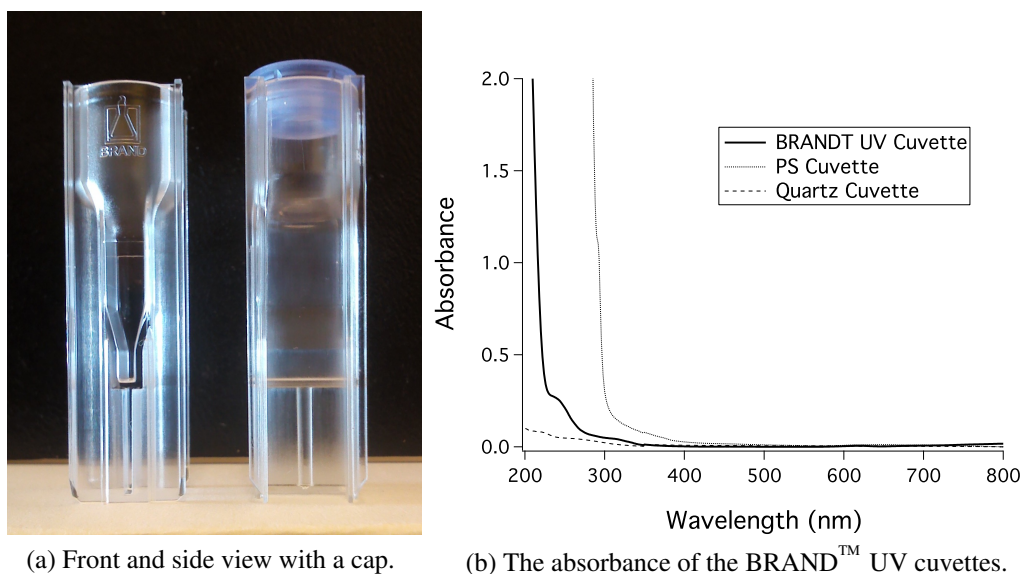 BRAND
2.0
1.5
1.0
0.5
0.0
Absorbance
200 300 400 500 600 700 800
Wavelength (nm)
BRANDT UV Cuvette
PS Cuvette
Quartz Cuvette
(a) Front and side view with a cap.
(b) The absorbance of the BRAND™ UV cuvettes.